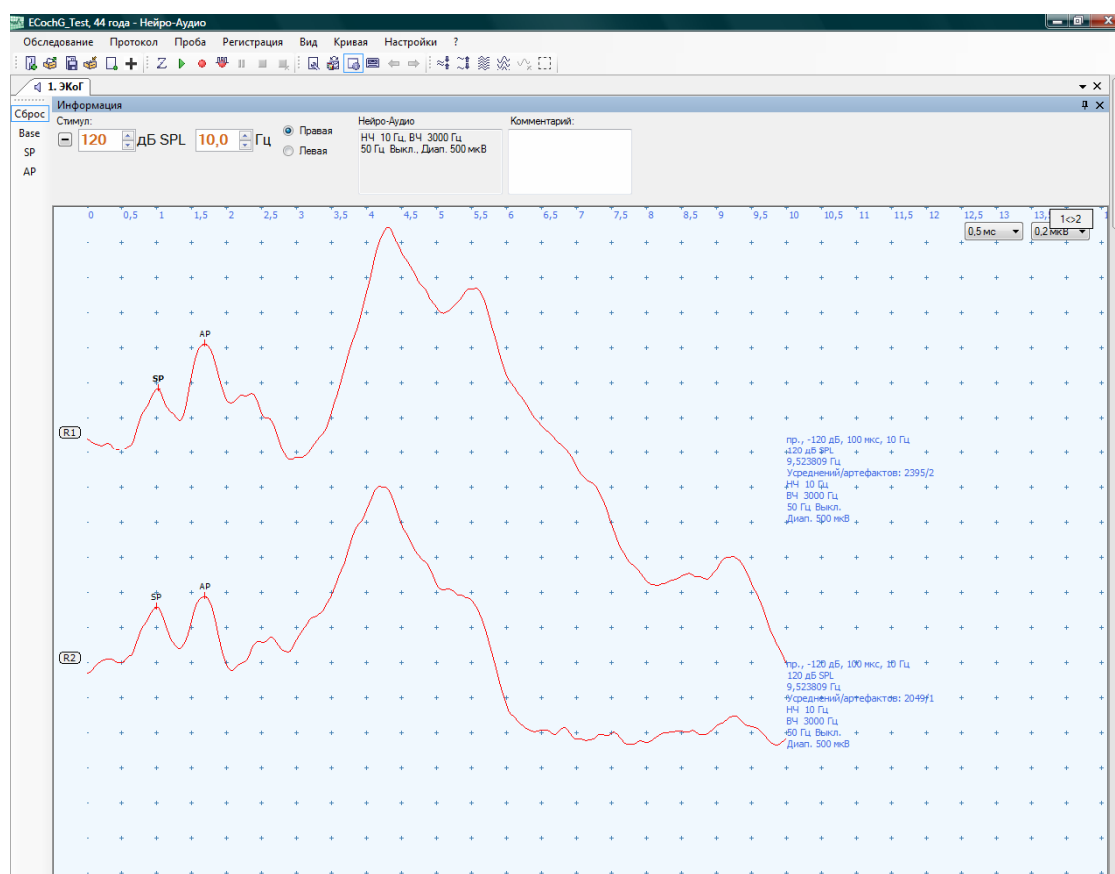 ECochG_Test, 44 года - Нейро-Аудио
Обследование Протокол Проба Регистрация Вид Кривая Настройки ?
Z
1. ЭКоГ
Информация
Сброс
Base
SP
AP
Стимул:
120 дБ SPL 10,0 Гц
Правая
Левая
Нейро-Аудио
НЧ 10 Гц, ВЧ 3000 Гц
50 Гц Выкл., Диап. 500 мкВ
Комментарий:
0 0,5 1 1,5 2 2,5 3 3,5 4 4,5 5 5,5 6 6,5 7 7,5 8 8,5 9 9,5 10 10,5 11 11,5 12 12,5 13 13,5
1<>2
0,5 мс 0,2 мкВ
AP
SP
R1
пр., -120 дБ, 100 мкс, 10 Гц
120 дБ SPL
9,523809 Гц
Усреднений/артефактов: 2395/2
НЧ 10 Гц
ВЧ 3000 Гц
50 Гц Выкл.
Диап. 500 мкВ
AP
SP
R2
пр., -120 дБ, 100 мкс, 10 Гц
120 дБ SPL
9,523809 Гц
Усреднений/артефактов: 2049/1
НЧ 10 Гц
ВЧ 3000 Гц
50 Гц Выкл.
Диап. 500 мкВ